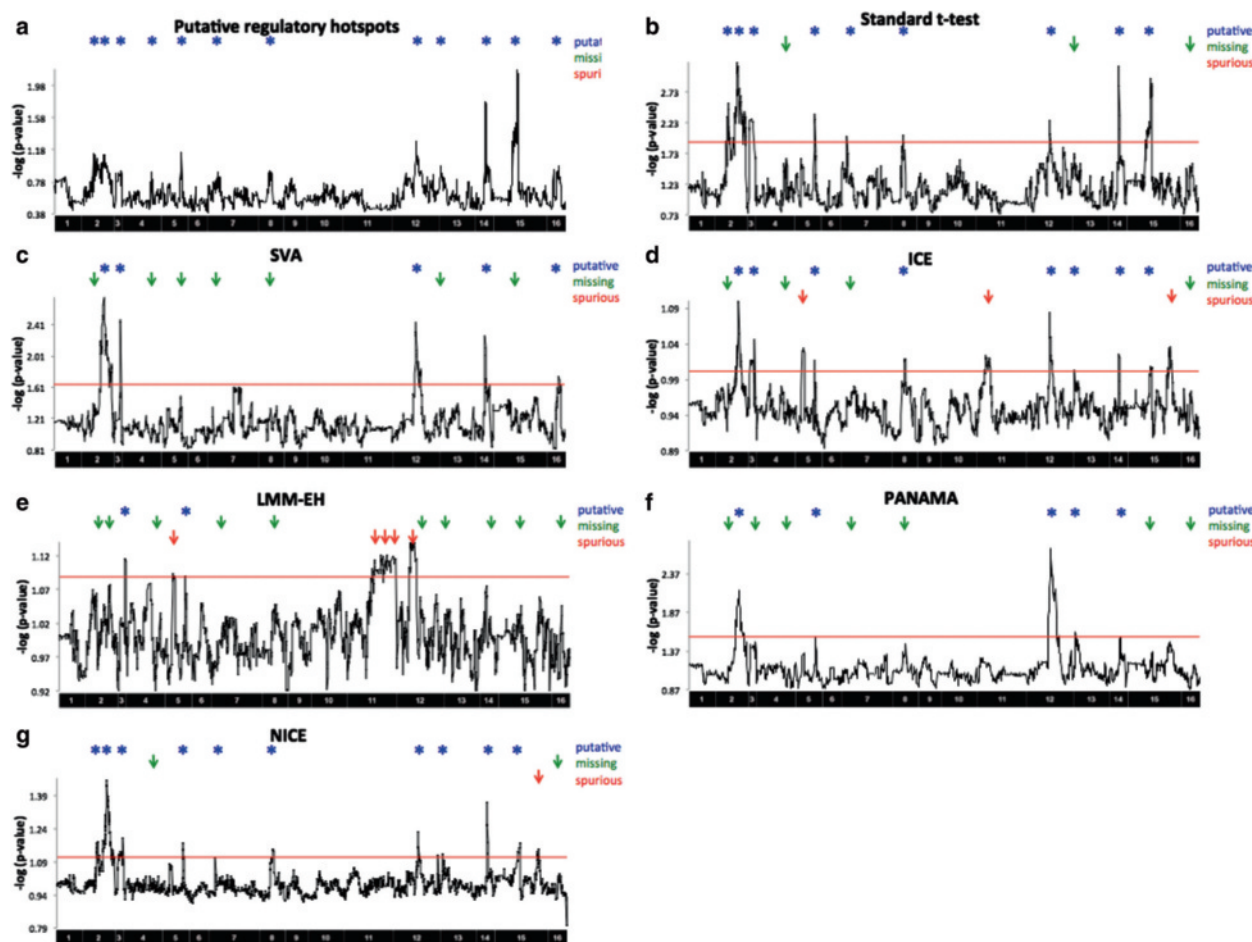 a
Putative regulatory hotspots
putat
missi
spuri
-log (p-value)
1.98
1.58
1.18
0.78
0.38
1 2 3 4 5 6 7 8 9 10 11 12 13 14 15 16
b
Standard t-test
putative
missing
spurious
-log (p-value)
2.73
2.23
1.73
1.23
0.73
1 2 3 4 5 6 7 8 9 10 11 12 13 14 15 16
c
SVA
putative
missing
spurious
-log (p-value)
2.41
2.01
1.61
1.21
0.81
1 2 3 4 5 6 7 8 9 10 11 12 13 14 15 16
d
ICE
putative
missing
spurious
-log (p-value)
1.09
1.04
0.99
0.94
0.89
1 2 3 4 5 6 7 8 9 10 11 12 13 14 15 16
e
LMM-EH
putative
missing
spurious
-log (p-value)
1.12
1.07
1.02
0.97
0.92
1 2 3 4 5 6 7 8 9 10 11 12 13 14 15 16
f
PANAMA
putative
missing
spurious
-log (p-value)
2.37
1.87
1.37
0.87
1 2 3 4 5 6 7 8 9 10 11 12 13 14 15 16
g
NICE
putative
missing
spurious
-log (p-value)
1.39
1.24
1.09
0.94
0.79
1 2 3 4 5 6 7 8 9 10 11 12 13 14 15 16